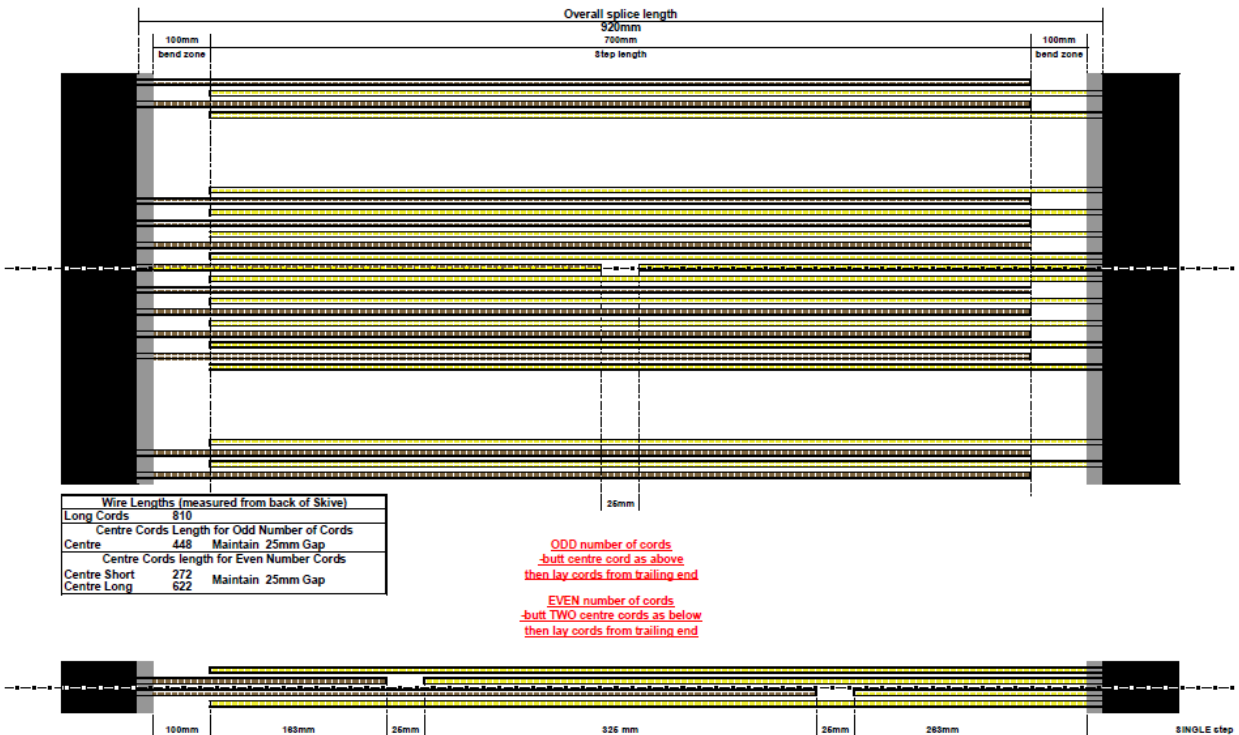 Overall splice length
920mm
100mm 700mm 100mm
bend zone Step length bend zone
25mm
Wire Lengths (measured from back of Skive)
Long Cords 810
Centre Cords Length for Odd Number of Cords
Centre 448 Maintain 25mm Gap
Centre Cords length for Even Number Cords
Centre Short 272 Maintain 25mm Gap
Centre Long 622
ODD number of cords
-butt centre cord as above
then lay cords from trailing end
EVEN number of cords
-butt TWO centre cords as below
then lay cords from trailing end
100mm 163mm 25mm 325 mm 25mm 263mm SINGLE step